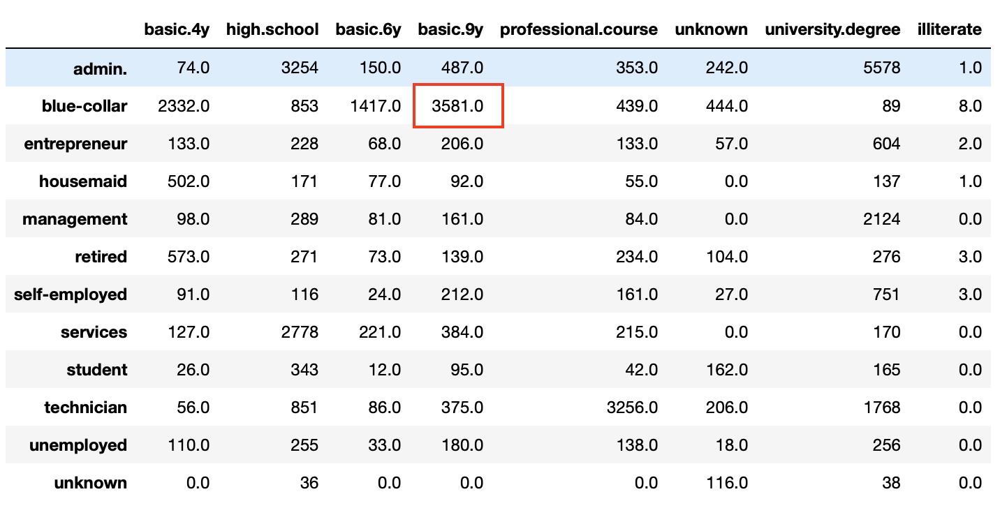 basic.4y high.school basic.6y basic.9y professional.course unknown university.degree illiterate
admin. 74.0 3254 150.0 487.0 353.0 242.0 5578 1.0
blue-collar 2332.0 853 1417.0 3581.0 439.0 444.0 89 8.0
entrepreneur 133.0 228 68.0 206.0 133.0 57.0 604 2.0
housemaid 502.0 171 77.0 92.0 55.0 0.0 137 1.0
management 98.0 289 81.0 161.0 84.0 0.0 2124 0.0
retired 573.0 271 73.0 139.0 234.0 104.0 276 3.0
self-employed 91.0 116 24.0 212.0 161.0 27.0 751 3.0
services 127.0 2778 221.0 384.0 215.0 0.0 170 0.0
student 26.0 343 12.0 95.0 42.0 162.0 165 0.0
technician 56.0 851 86.0 375.0 3256.0 206.0 1768 0.0
unemployed 110.0 255 33.0 180.0 138.0 18.0 256 0.0
unknown 0.0 36 0.0 0.0 0.0 116.0 38 0.0